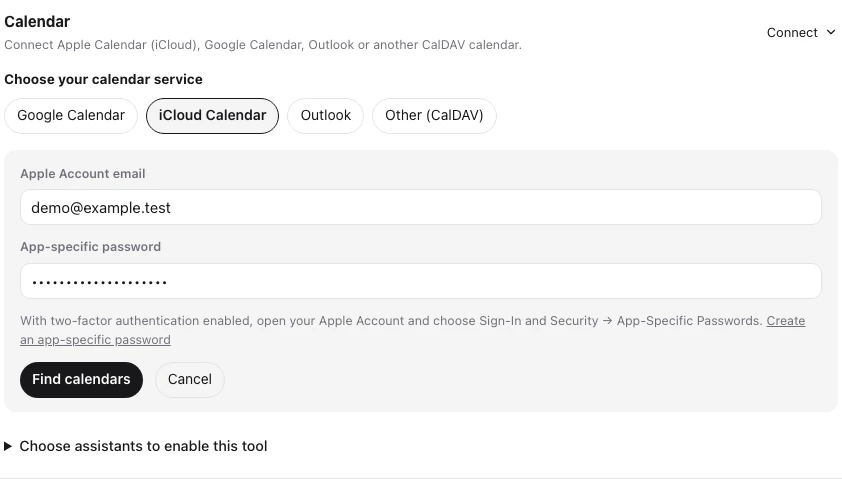 Calendar
Connect Apple Calendar (iCloud), Google Calendar, Outlook or another CalDAV calendar.
Connect
Choose your calendar service
Google Calendar
iCloud Calendar
Outlook
Other (CalDAV)
Apple Account email
demo@example.test
App-specific password
••••••••••••••••••••
With two-factor authentication enabled, open your Apple Account and choose Sign-In and Security → App-Specific Passwords. Create
an app-specific password
Find calendars
Cancel
Choose assistants to enable this tool